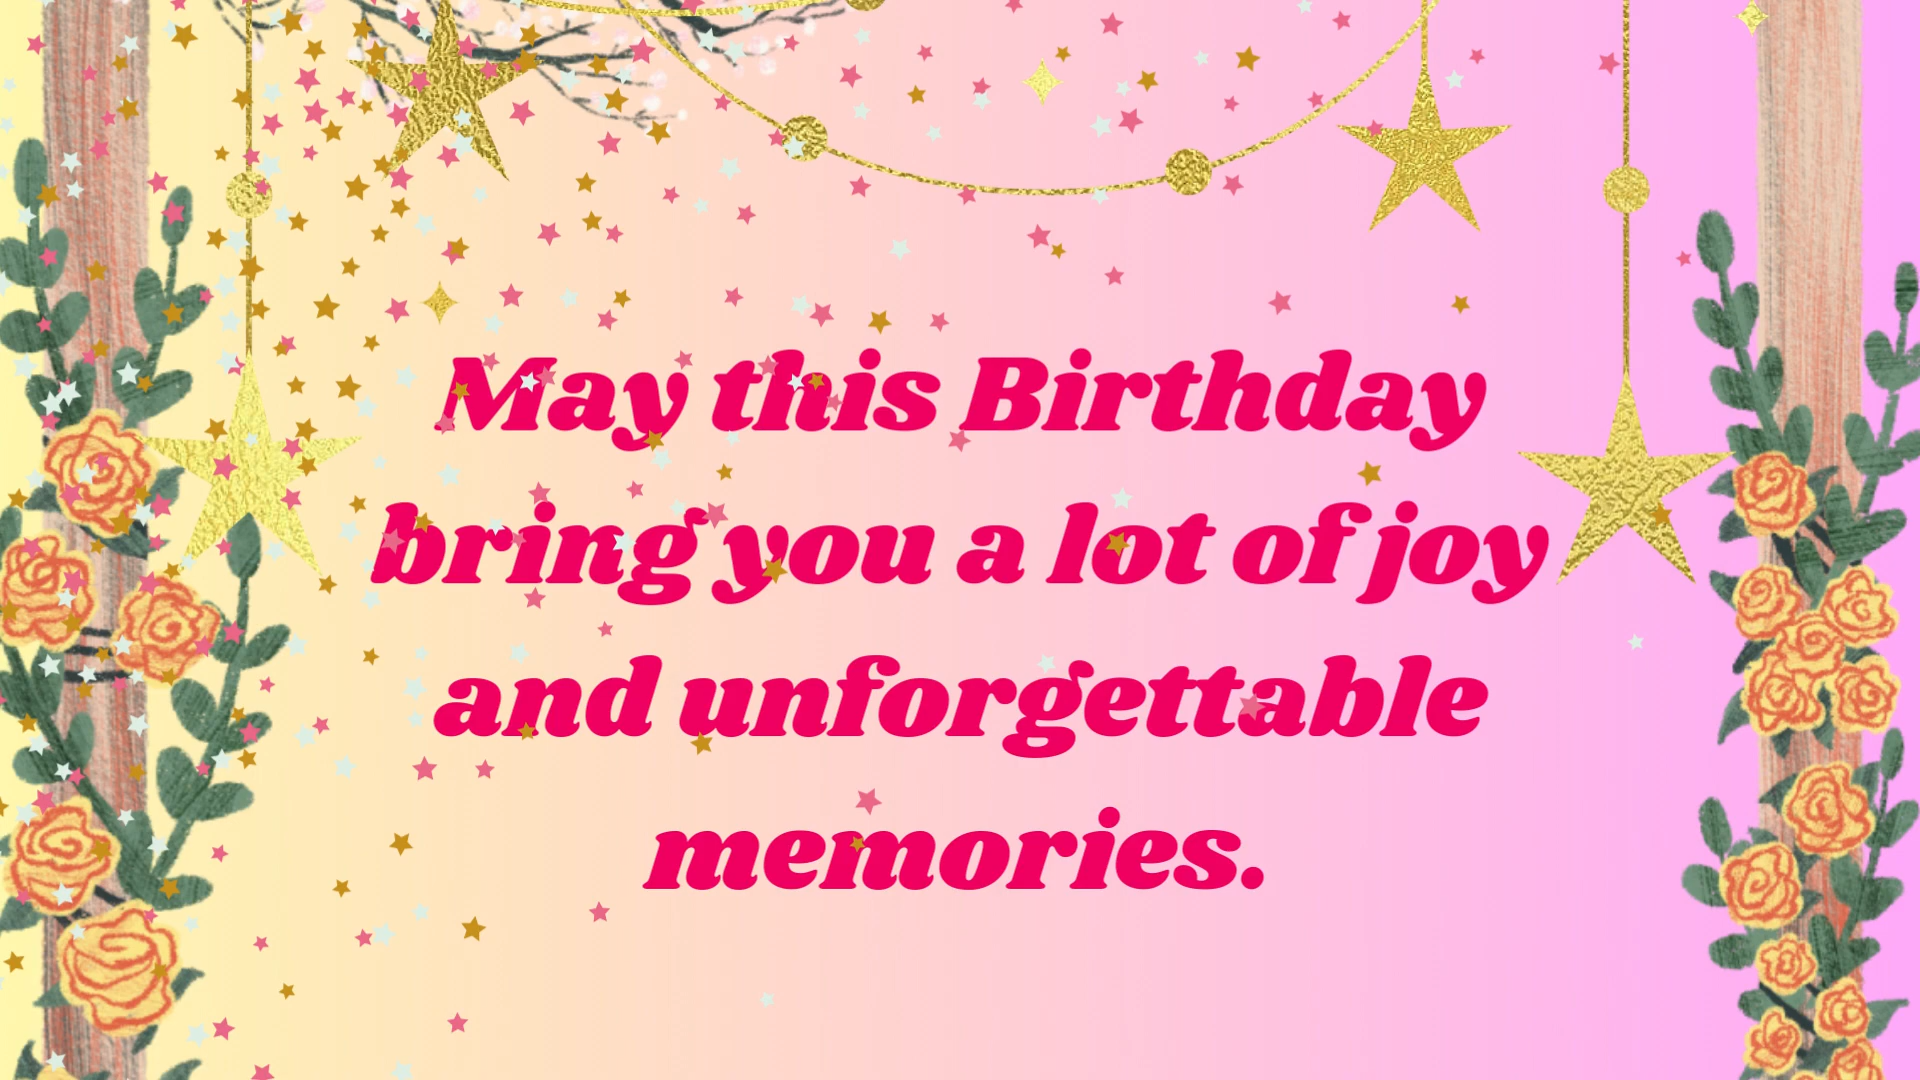 May this Birthday
bring you a lot of joy
and unforgettable
memories.